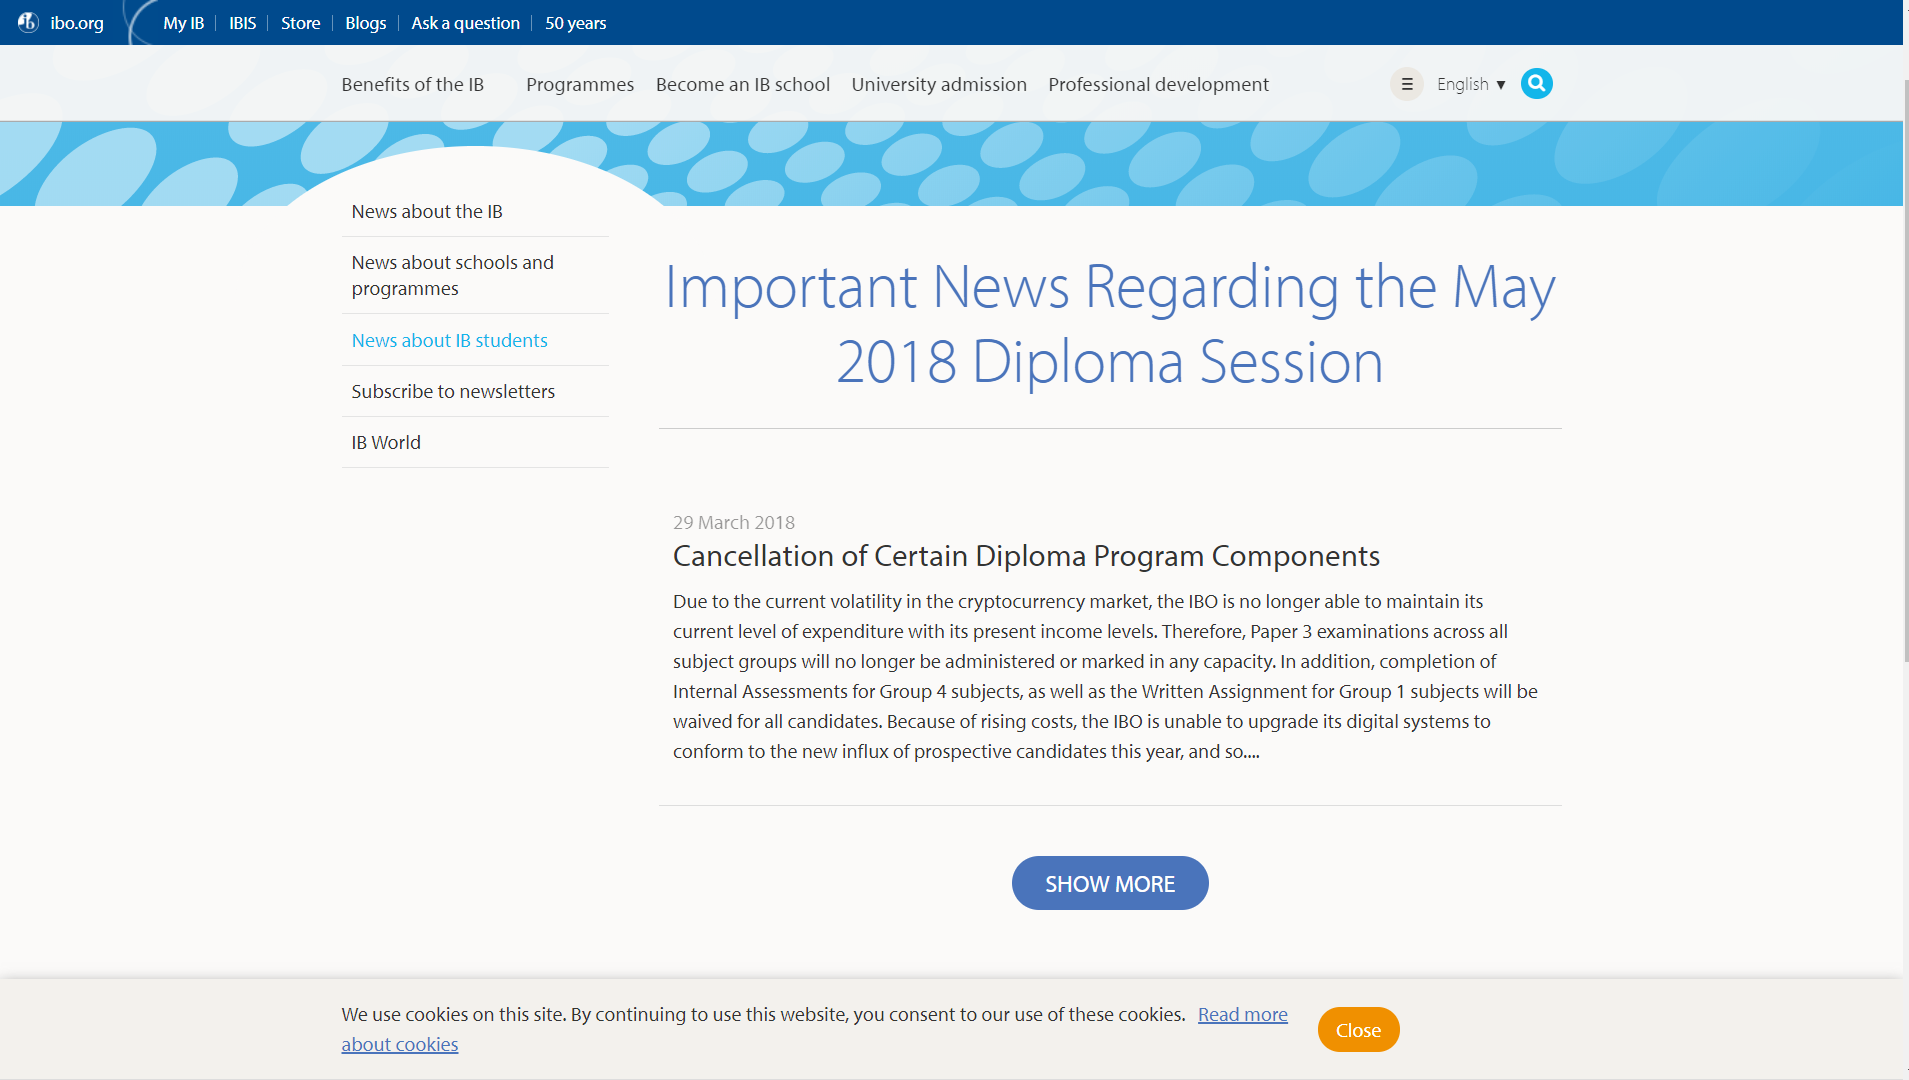 ibo.org
My IB
IBIS
Store
Blogs
Ask a question
50 years
Benefits of the IB
Programmes
Become an IB school
University admission
Professional development
English ▼
News about the IB
News about schools and
programmes
News about IB students
Subscribe to newsletters
IB World
Important News Regarding the May
2018 Diploma Session
29 March 2018
Cancellation of Certain Diploma Program Components
Due to the current volatility in the cryptocurrency market, the IBO is no longer able to maintain its
current level of expenditure with its present income levels. Therefore, Paper 3 examinations across all
subject groups will no longer be administered or marked in any capacity. In addition, completion of
Internal Assessments for Group 4 subjects, as well as the Written Assignment for Group 1 subjects will be
waived for all candidates. Because of rising costs, the IBO is unable to upgrade its digital systems to
conform to the new influx of prospective candidates this year, and so....
SHOW MORE
We use cookies on this site. By continuing to use this website, you consent to our use of these cookies. Read more
about cookies
Close